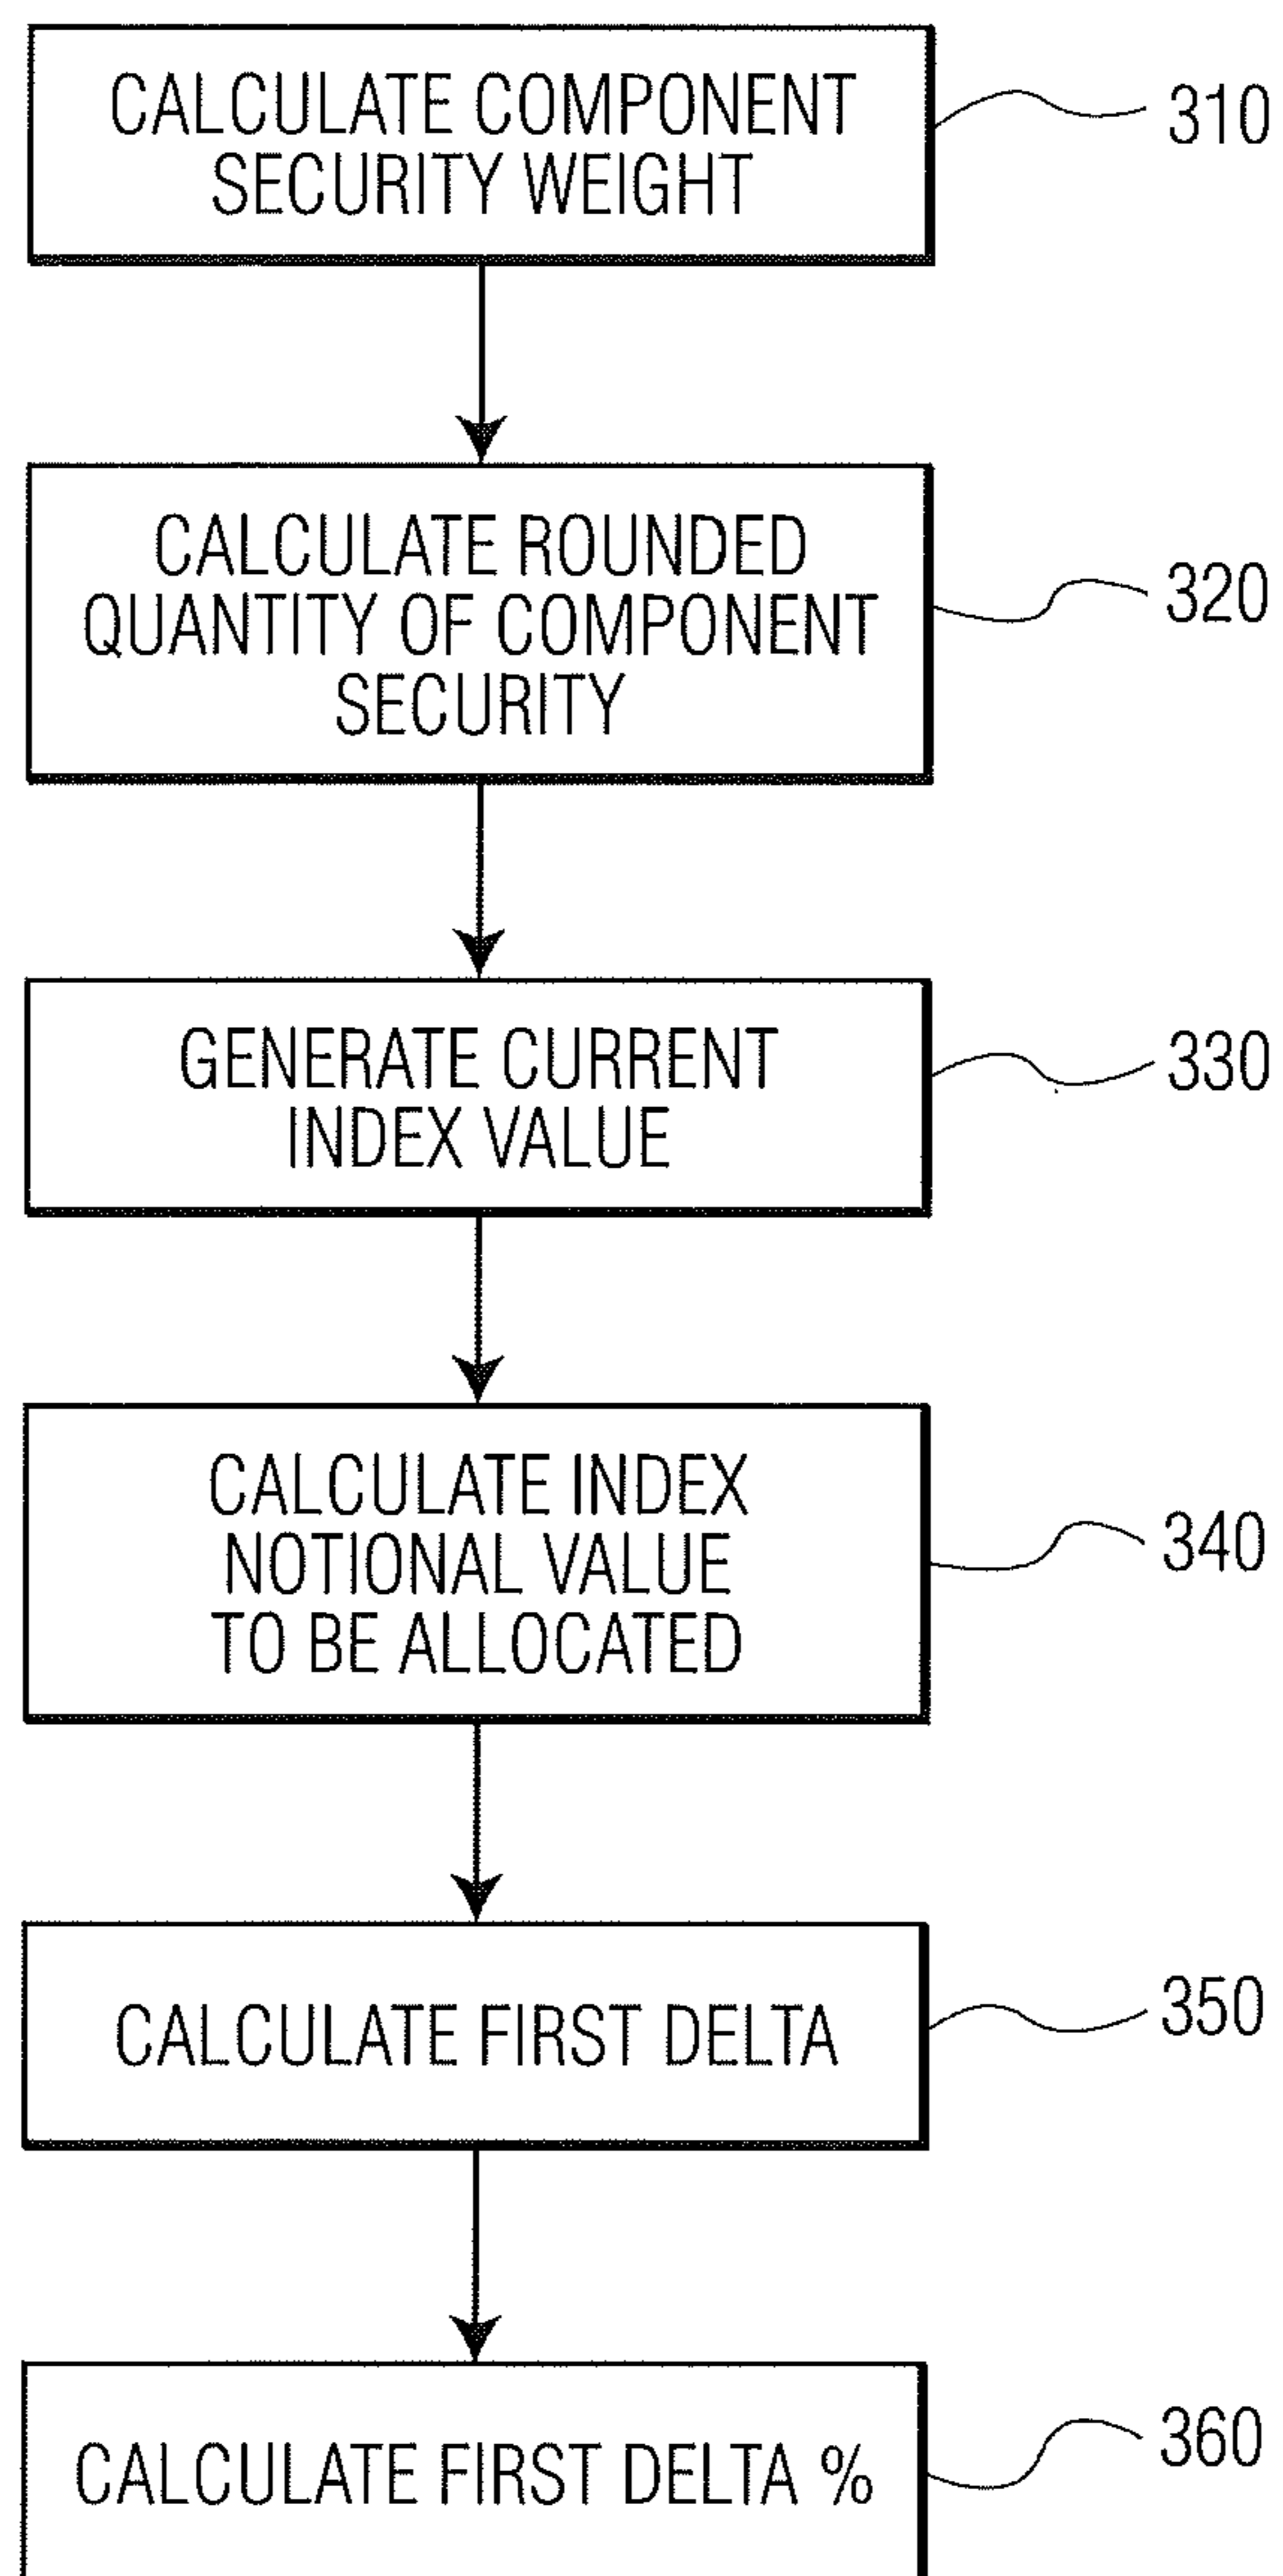 CALCULATE COMPONENT
SECURITY WEIGHT
310
CALCULATE ROUNDED
QUANTITY OF COMPONENT
SECURITY
320
GENERATE CURRENT
INDEX VALUE
330
CALCULATE INDEX
NOTIONAL VALUE
TO BE ALLOCATED
340
CALCULATE FIRST DELTA
350
CALCULATE FIRST DELTA %
360